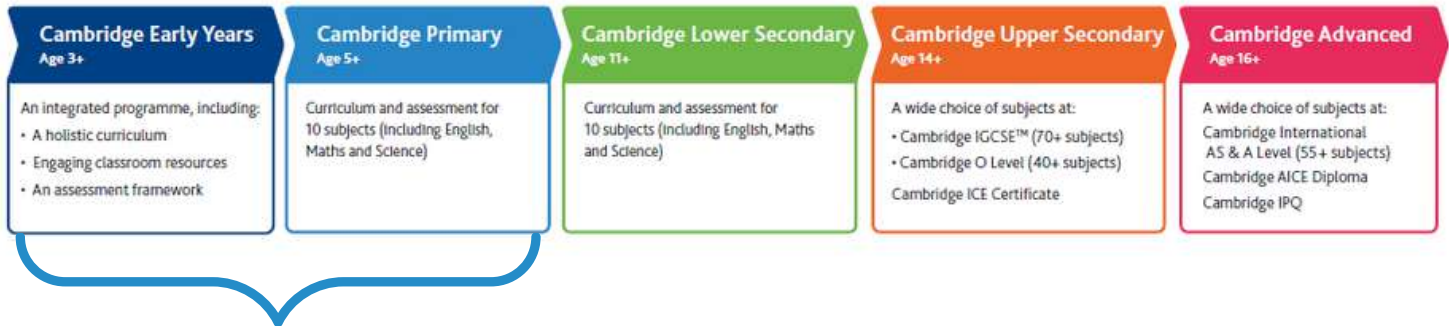 Cambridge Early Years
Age 3+
An integrated programme, including:
• A holistic curriculum
• Engaging classroom resources
• An assessment framework
Cambridge Primary
Age 5+
Curriculum and assessment for
10 subjects (including English,
Maths and Science)
Cambridge Lower Secondary
Age 11+
Curriculum and assessment for
10 subjects (including English, Maths
and Science)
Cambridge Upper Secondary
Age 14+
A wide choice of subjects at:
• Cambridge IGCSE™ (70+ subjects)
• Cambridge O Level (40+ subjects)
Cambridge ICE Certificate
Cambridge Advanced
Age 16+
A wide choice of subjects at:
Cambridge International
AS & A Level (55+ subjects)
Cambridge AICE Diploma
Cambridge IPQ